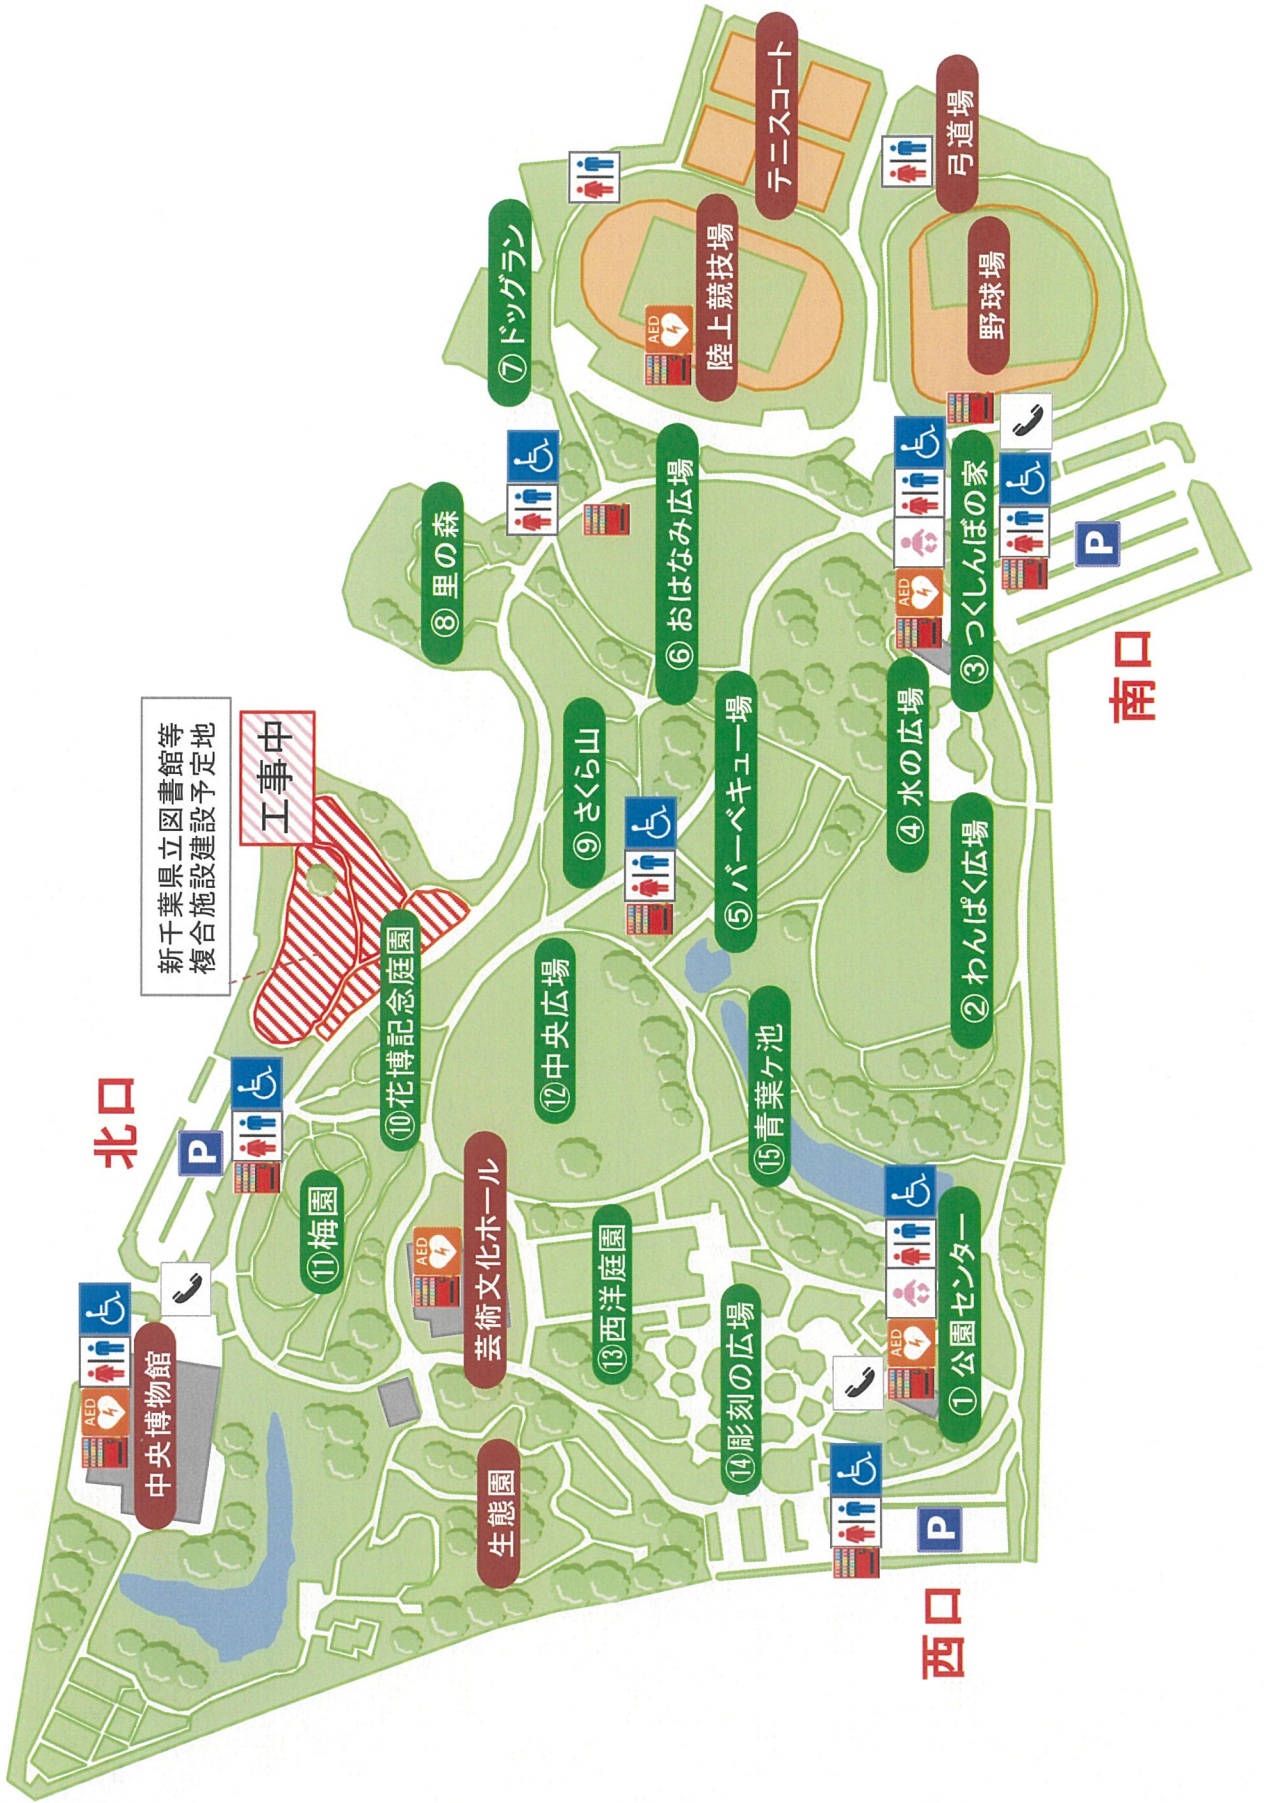 新千葉県立図書館等
複合施設建設予定地
工事中
北口
P
中央博物館
AED
⑪梅園
⑩花博記念庭園
⑧里の森
⑦ドッグラン
生態園
芸術文化ホール
AED
⑫中央広場
⑨さくら山
⑬西洋庭園
⑥おはなみ広場
陸上競技場
AED
テニスコート
⑭彫刻の広場
⑮青葉ヶ池
⑤バーベキュー場
④水の広場
AED
①公園センター
AED
②わんぱく広場
③つくしんぼの家
野球場
弓道場
P
西口
P
南口